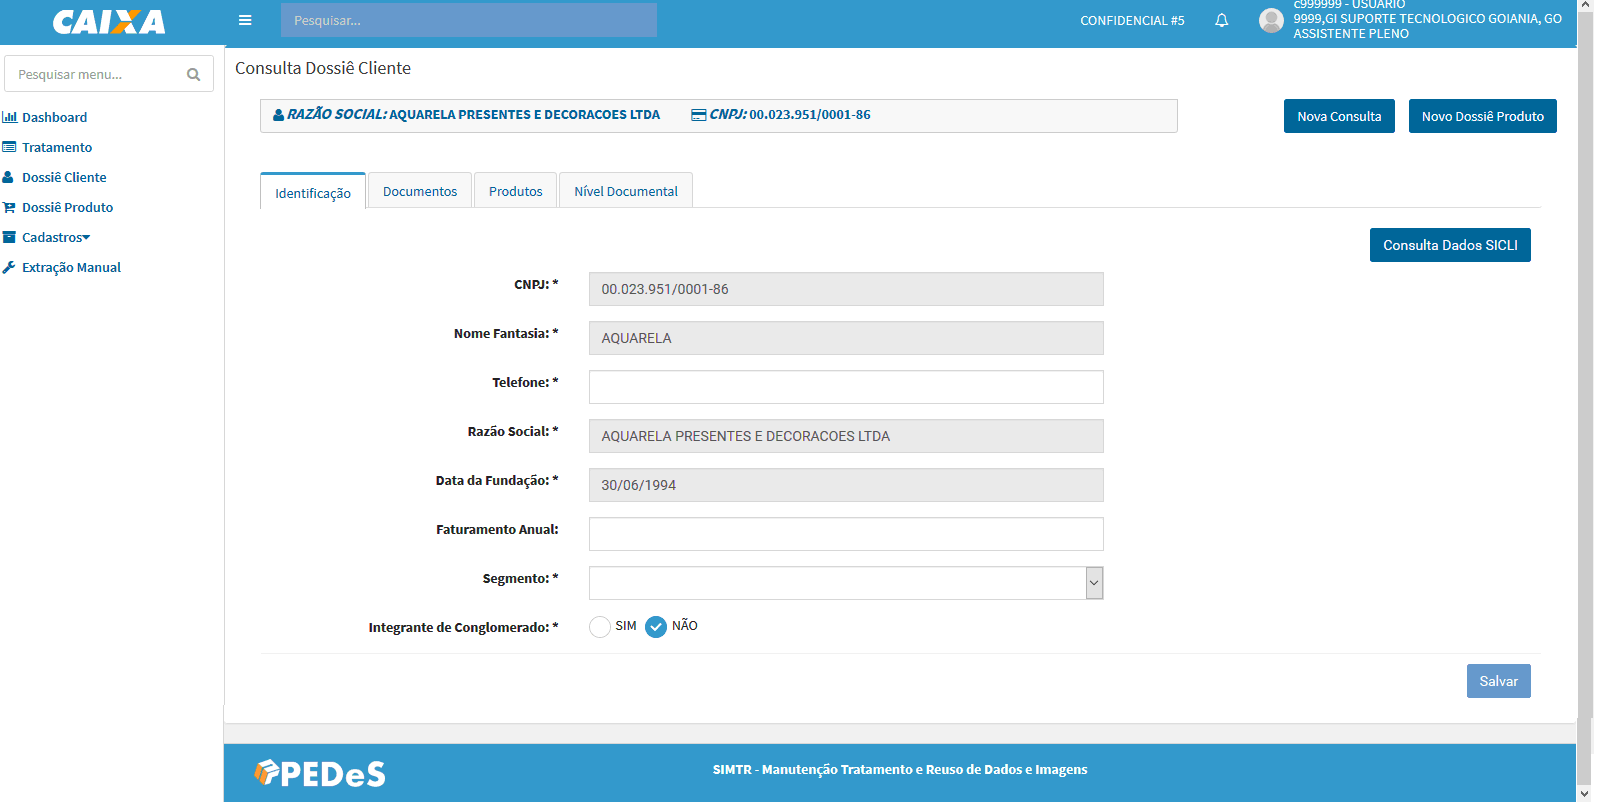 CAIXA
Pesquisar...
CONFIDENCIAL #5
c999999 - USUARIO
9999,GI SUPORTE TECNOLOGICO GOIANIA, GO
ASSISTENTE PLENO
Pesquisar menu...
Dashboard
Tratamento
Dossiê Cliente
Dossiê Produto
Cadastros
Extração Manual
Consulta Dossiê Cliente
RAZÃO SOCIAL: AQUARELA PRESENTES E DECORACOES LTDA CNPJ: 00.023.951/0001-86
Nova Consulta
Novo Dossiê Produto
Identificação
Documentos
Produtos
Nível Documental
Consulta Dados SICLI
CNPJ: * 00.023.951/0001-86
Nome Fantasia: * AQUARELA
Telefone: *
Razão Social: * AQUARELA PRESENTES E DECORACOES LTDA
Data da Fundação: * 30/06/1994
Faturamento Anual:
Segmento: *
Integrante de Conglomerado: * SIM NÃO
Salvar
PEDeS
SIMTR - Manutenção Tratamento e Reuso de Dados e Imagens